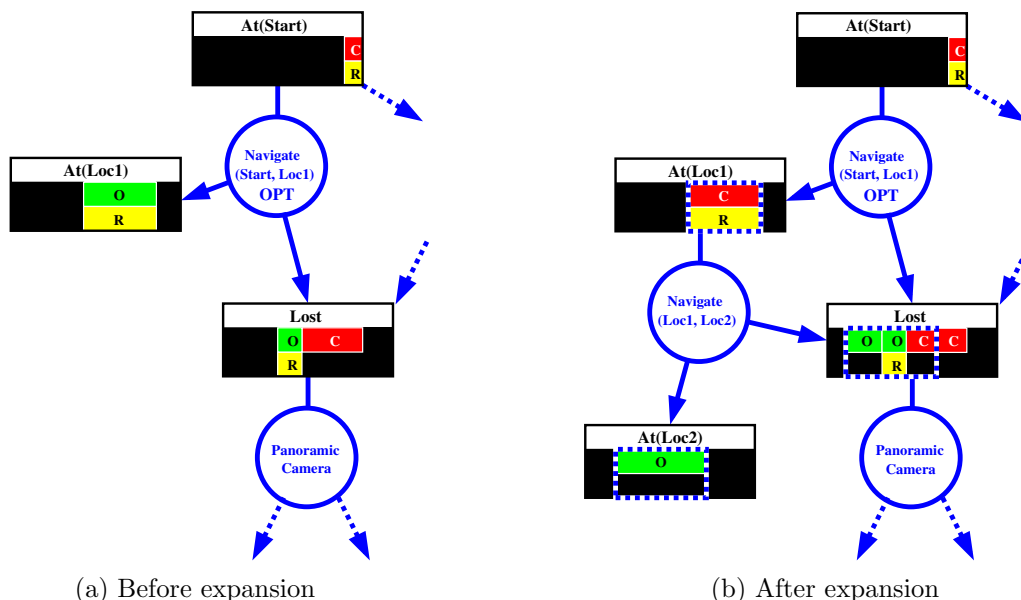 At(Start)
C
R
Navigate
(Start, Loc1)
OPT
At(Loc1)
O
R
Lost
O
C
R
Panoramic
Camera
(a) Before expansion
At(Start)
C
R
Navigate
(Start, Loc1)
OPT
At(Loc1)
C
R
Navigate
(Loc1, Loc2)
Lost
O O C C
R
At(Loc2)
O
Panoramic
Camera
(b) After expansion